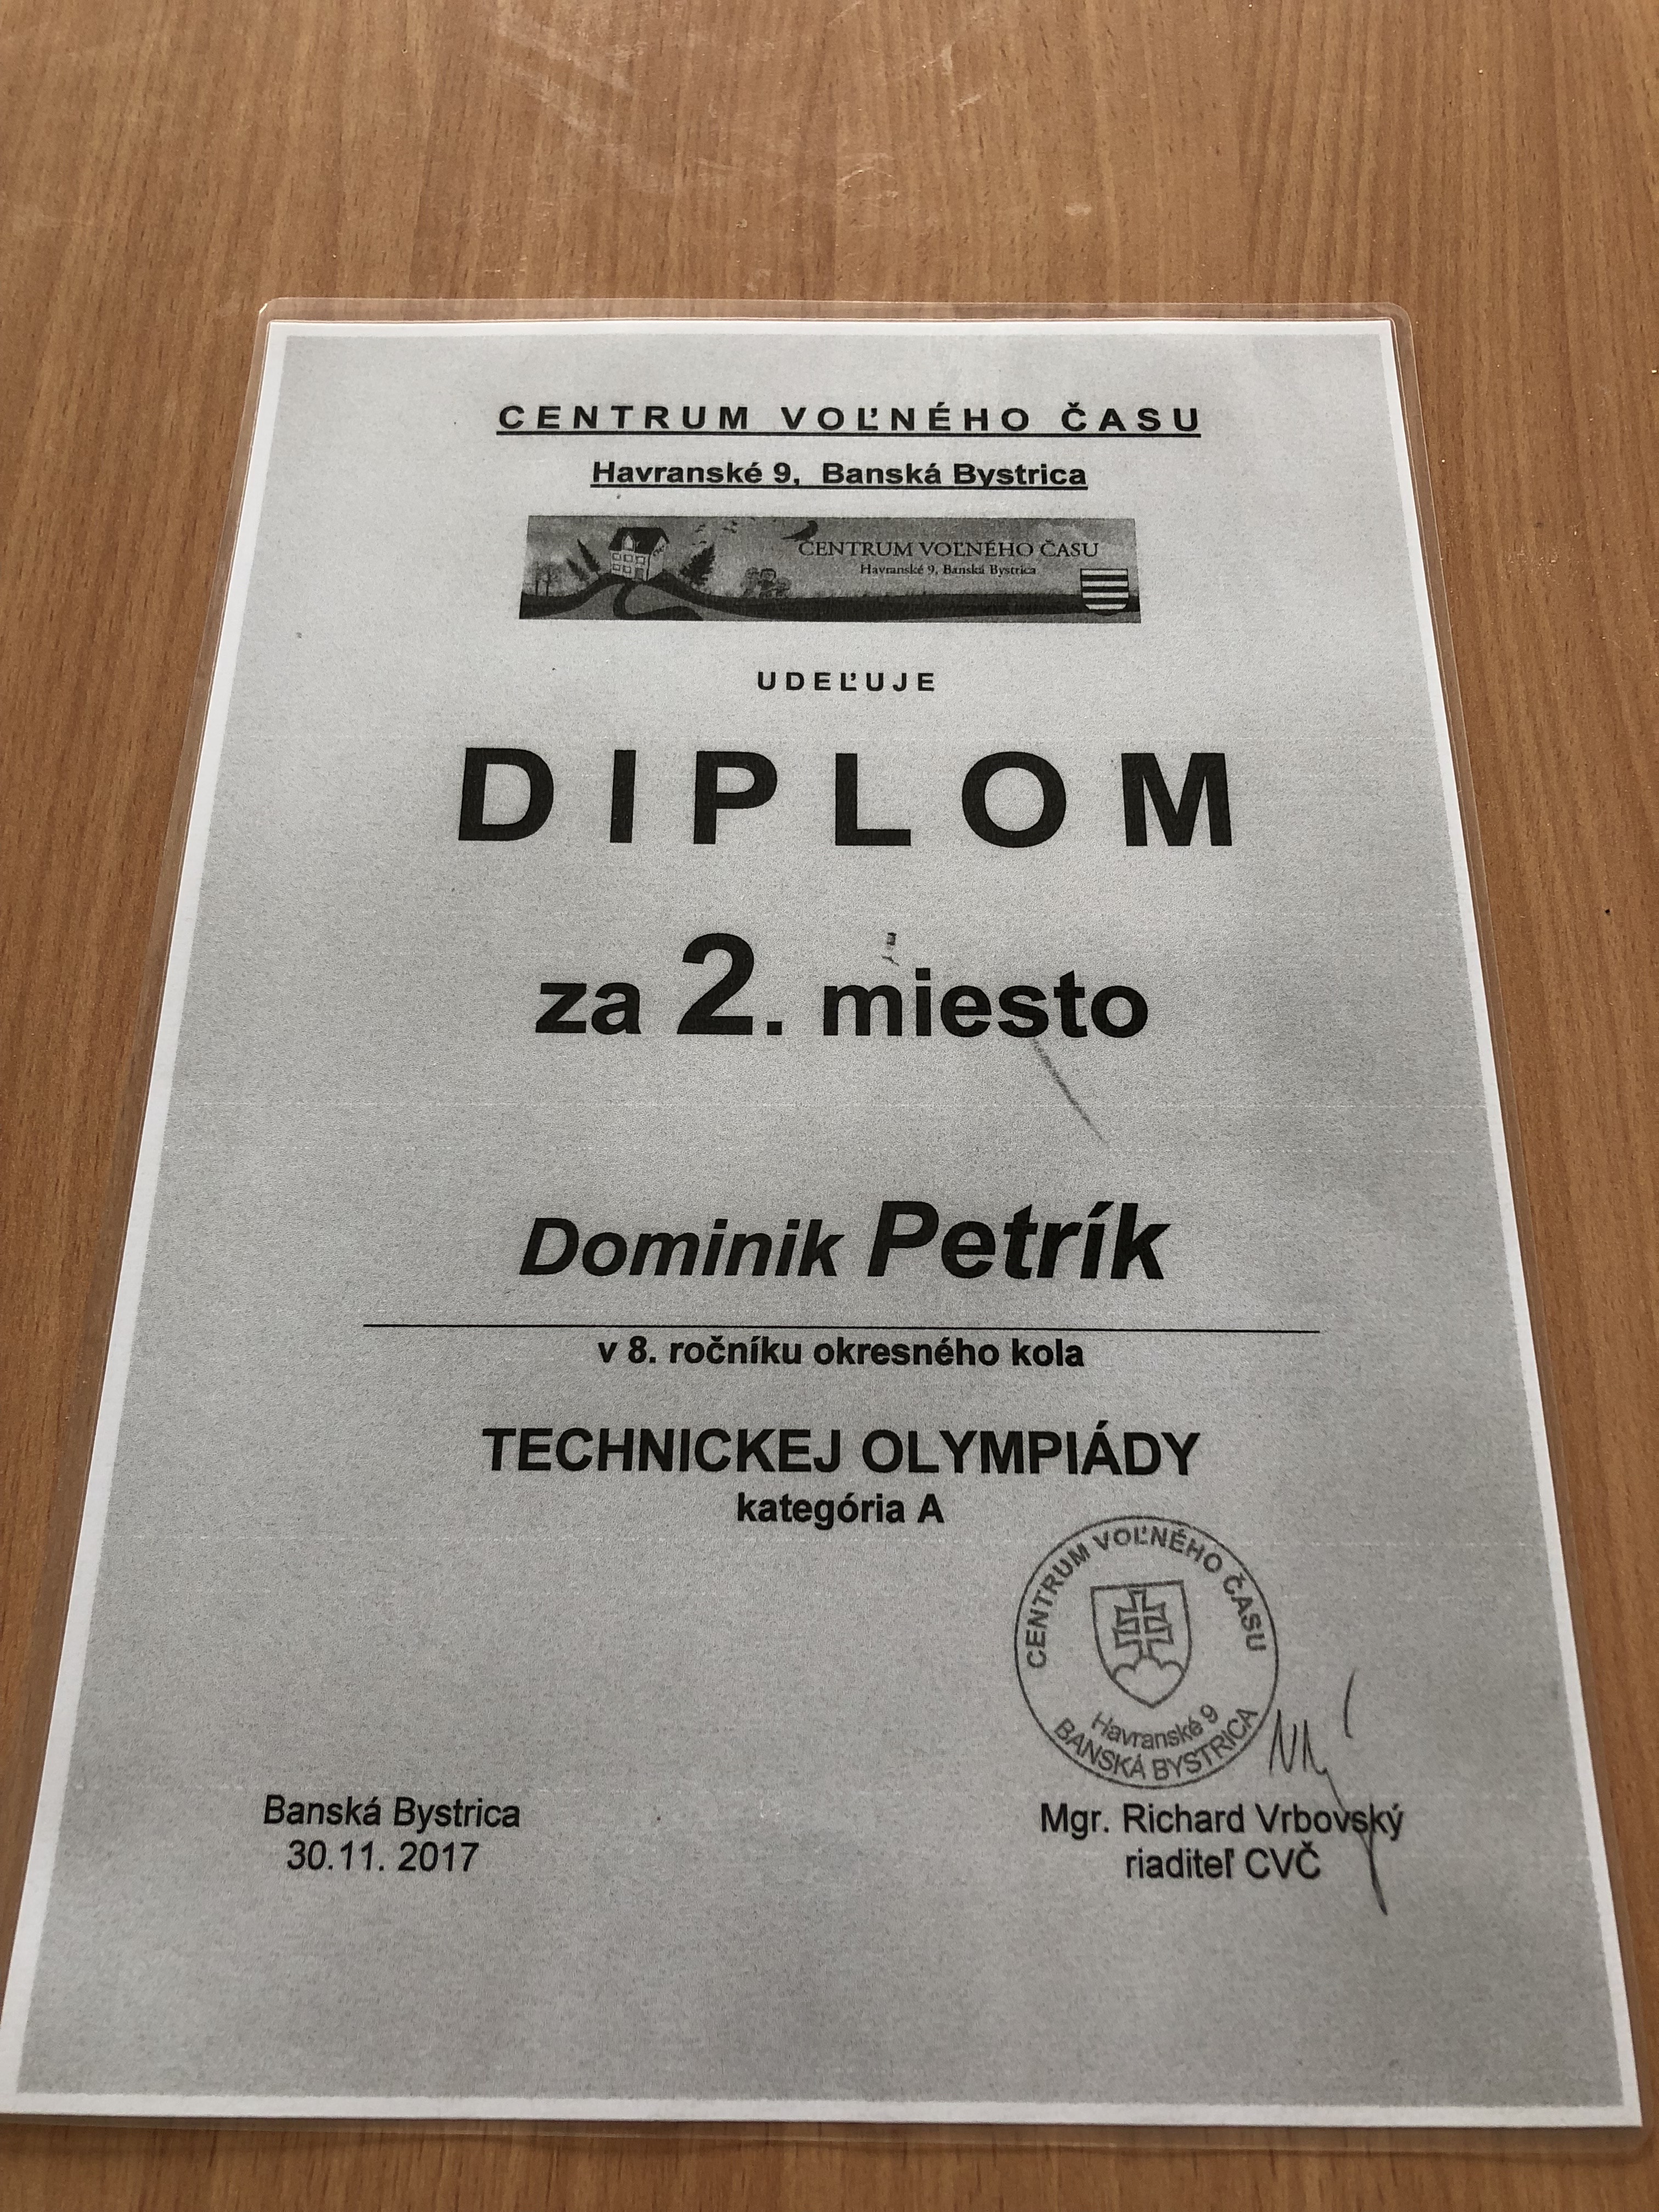 CENTRUM VOĽNÉHO ČASU
Havranské 9, Banská Bystrica
CENTRUM VOĽNÉHO ČASU
Havranské 9, Banská Bystrica
UDEĽUJE
DIPLOM
za 2. miesto
Dominik Petrík
v 8. ročníku okresného kola
TECHNICKEJ OLYMPIÁDY
kategória A
CENTRUM VOĽNÉHO ČASU
Havranské 9
BANSKÁ BYSTRICA
Banská Bystrica
30.11. 2017
Mgr. Richard Vrbovský
riaditeľ CVČ